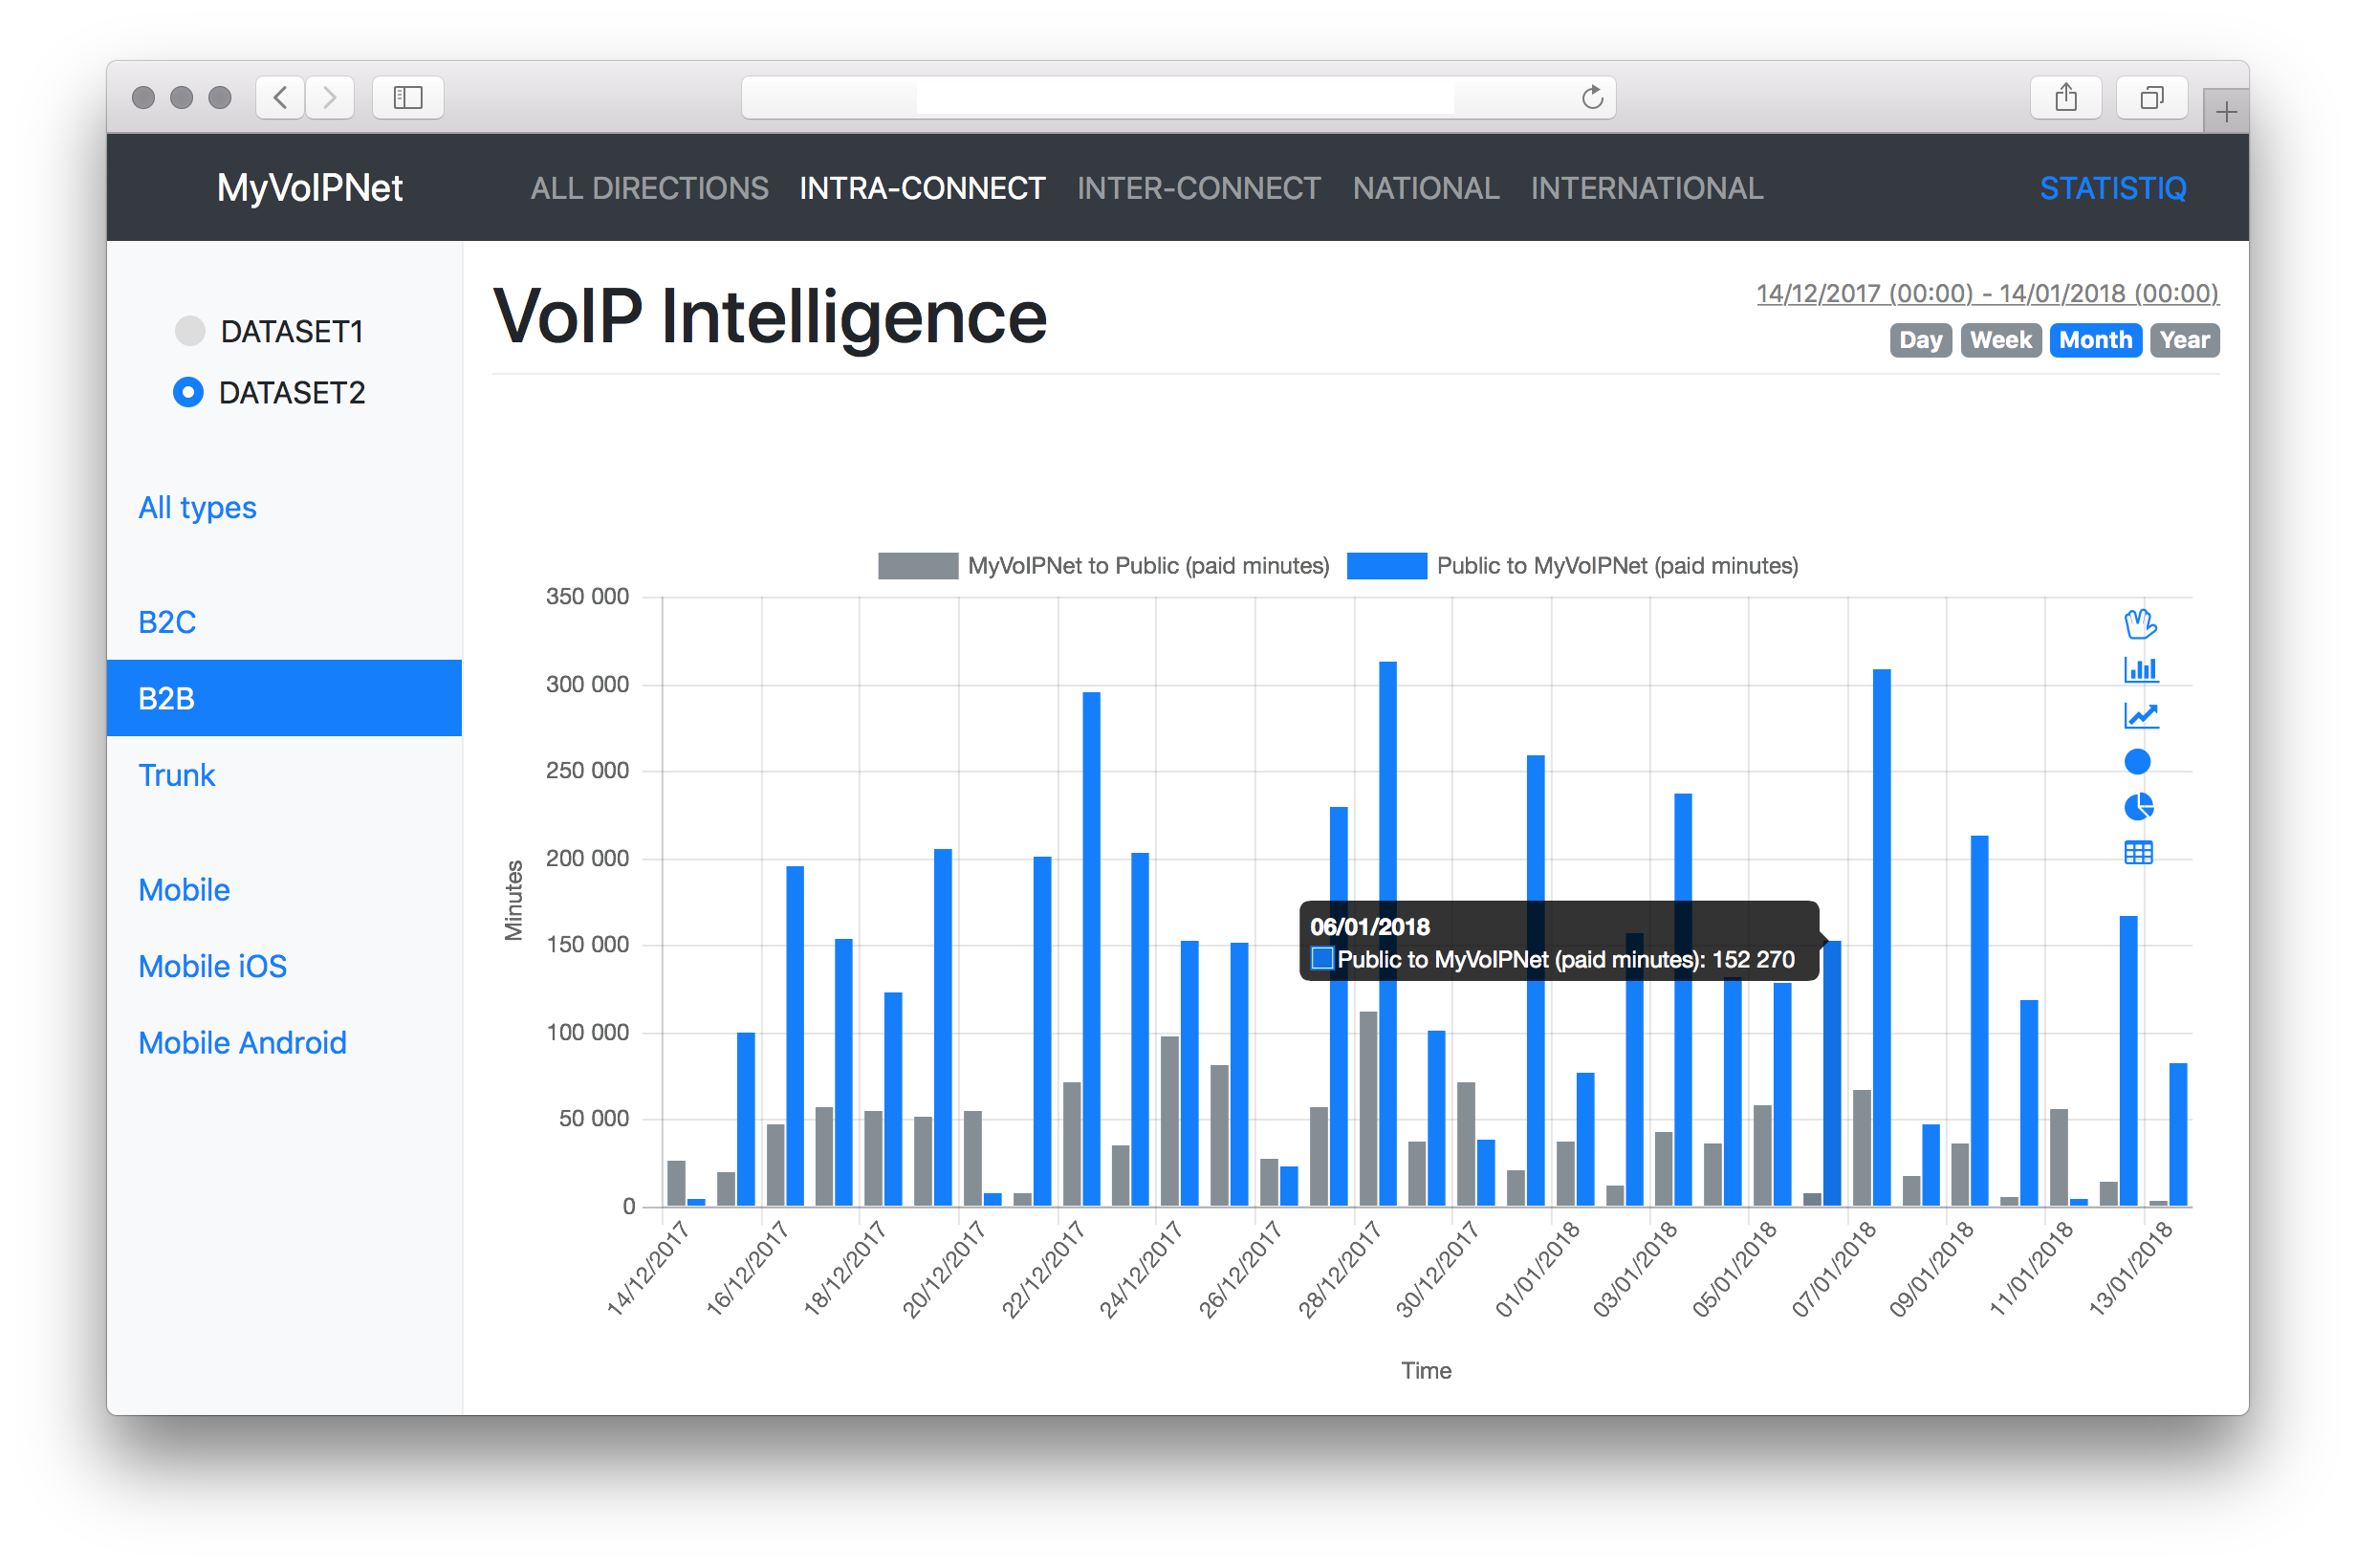 MyVoIPNet ALL DIRECTIONS INTRA-CONNECT INTER-CONNECT NATIONAL INTERNATIONAL STATISTIQ
DATASET1
DATASET2
All types
B2C
B2B
Trunk
Mobile
Mobile iOS
Mobile Android
VoIP Intelligence
14/12/2017 (00:00) - 14/01/2018 (00:00)
Day Week Month Year
MyVoIPNet to Public (paid minutes) Public to MyVoIPNet (paid minutes)
Minutes
350 000
300 000
250 000
200 000
150 000
100 000
50 000
0
06/01/2018
Public to MyVoIPNet (paid minutes): 152 270
14/12/2017 16/12/2017 18/12/2017 20/12/2017 22/12/2017 24/12/2017 26/12/2017 28/12/2017 30/12/2017 01/01/2018 03/01/2018 05/01/2018 07/01/2018 09/01/2018 11/01/2018 13/01/2018
Time